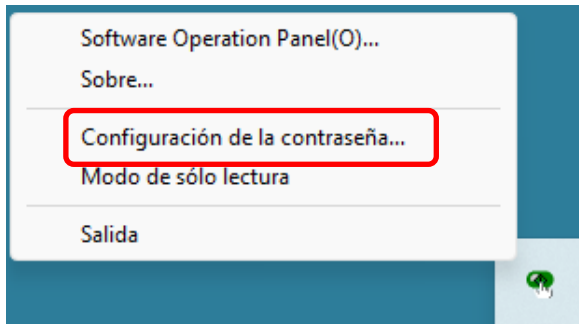 Software Operation Panel(O)...
Sobre...
Configuración de la contraseña...
Modo de sólo lectura
Salida